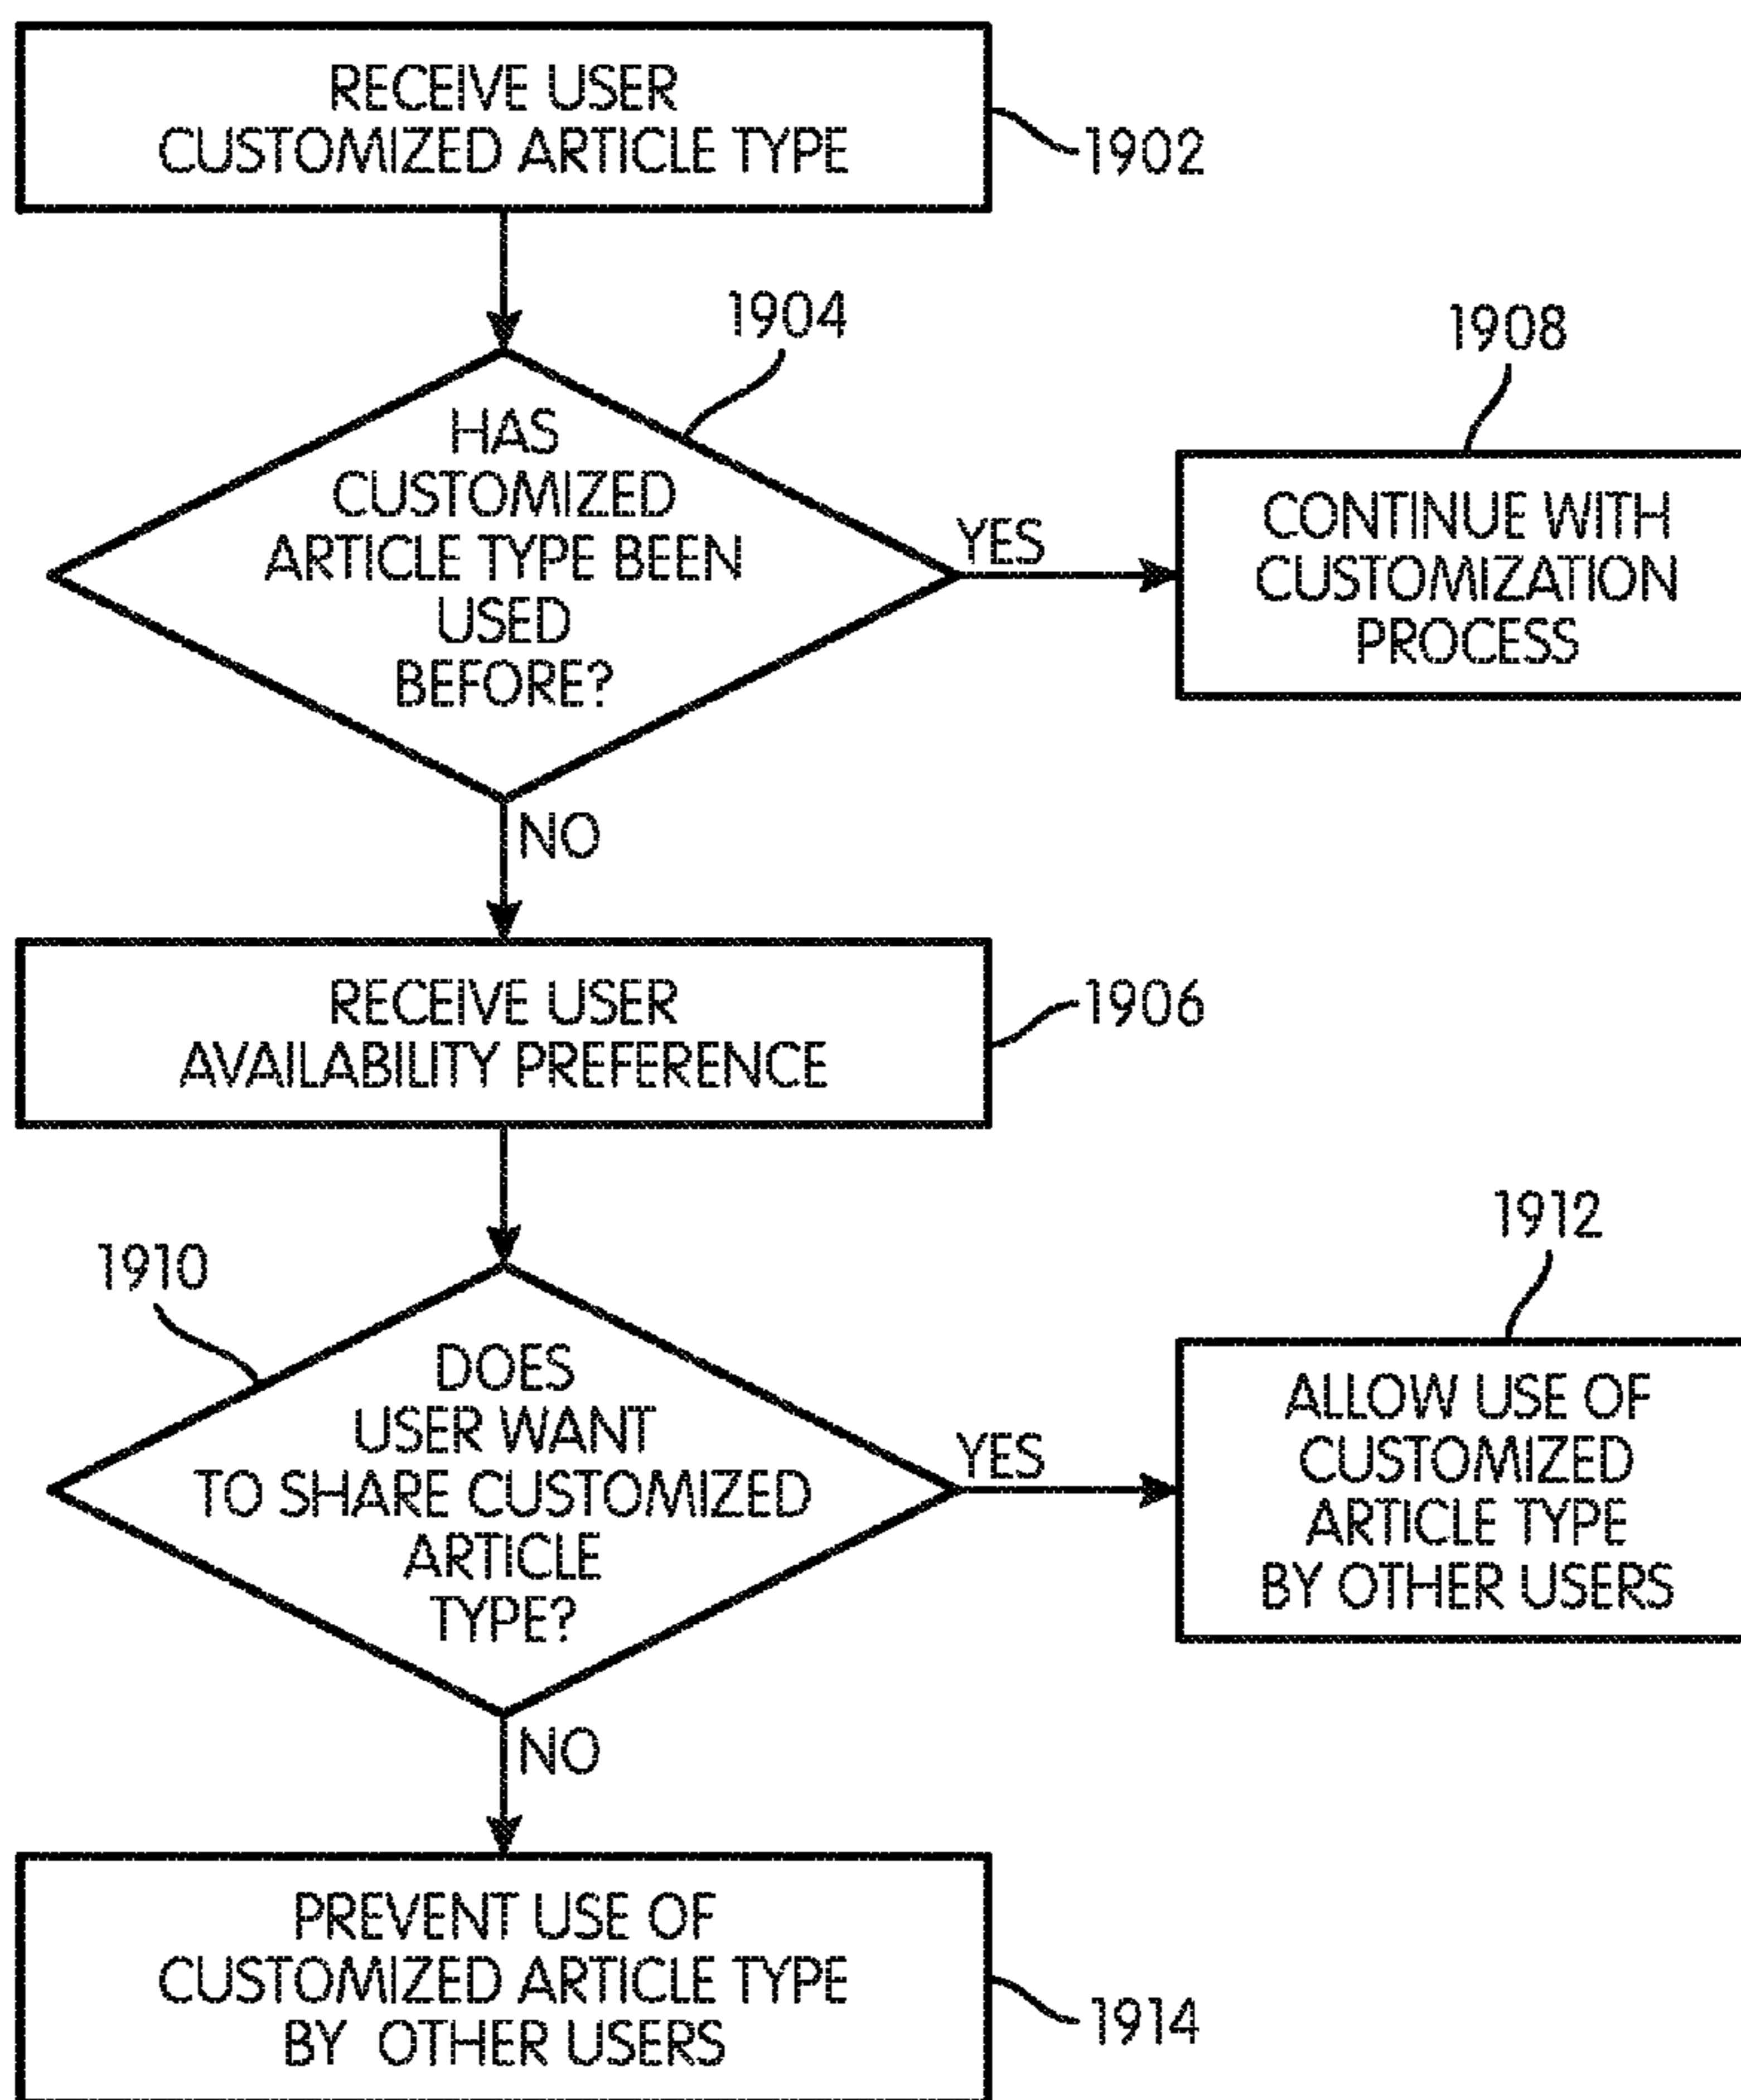 RECEIVE USER
CUSTOMIZED ARTICLE TYPE
1902
1904
HAS
CUSTOMIZED
ARTICLE TYPE BEEN
USED
BEFORE?
YES
1908
CONTINUE WITH
CUSTOMIZATION
PROCESS
NO
RECEIVE USER
AVAILABILITY PREFERENCE
1906
1910
DOES
USER WANT
TO SHARE CUSTOMIZED
ARTICLE
TYPE?
YES
1912
ALLOW USE OF
CUSTOMIZED
ARTICLE TYPE
BY OTHER USERS
NO
PREVENT USE OF
CUSTOMIZED ARTICLE TYPE
BY OTHER USERS
1914